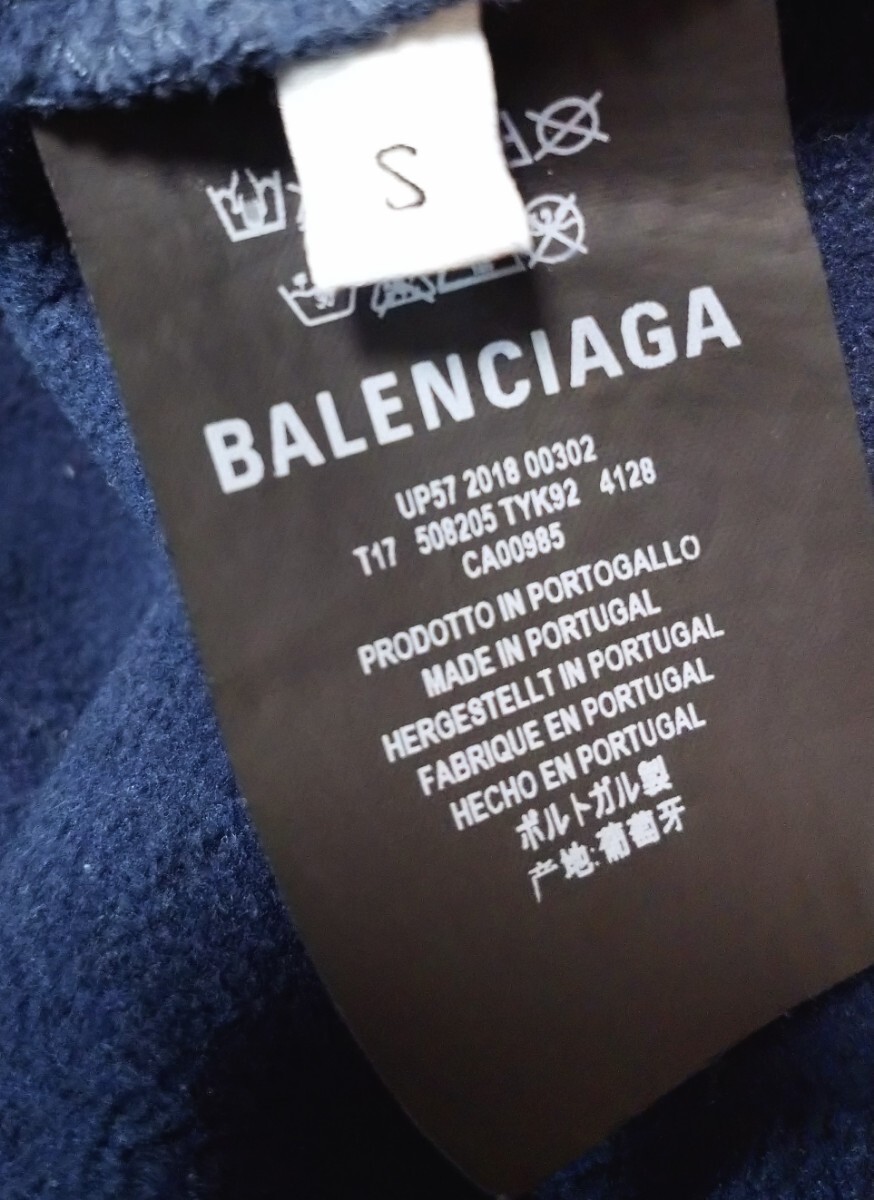 S
BALENCIAGA
UP57 2018 00302
T17 508205 TYK92 4128
CA00985
PRODOTTO IN PORTOGALLO
MADE IN PORTUGAL
HERGESTELLT IN PORTUGAL
FABRIQUE EN PORTUGAL
HECHO EN PORTUGAL
ポルトガル製
产地:葡萄牙